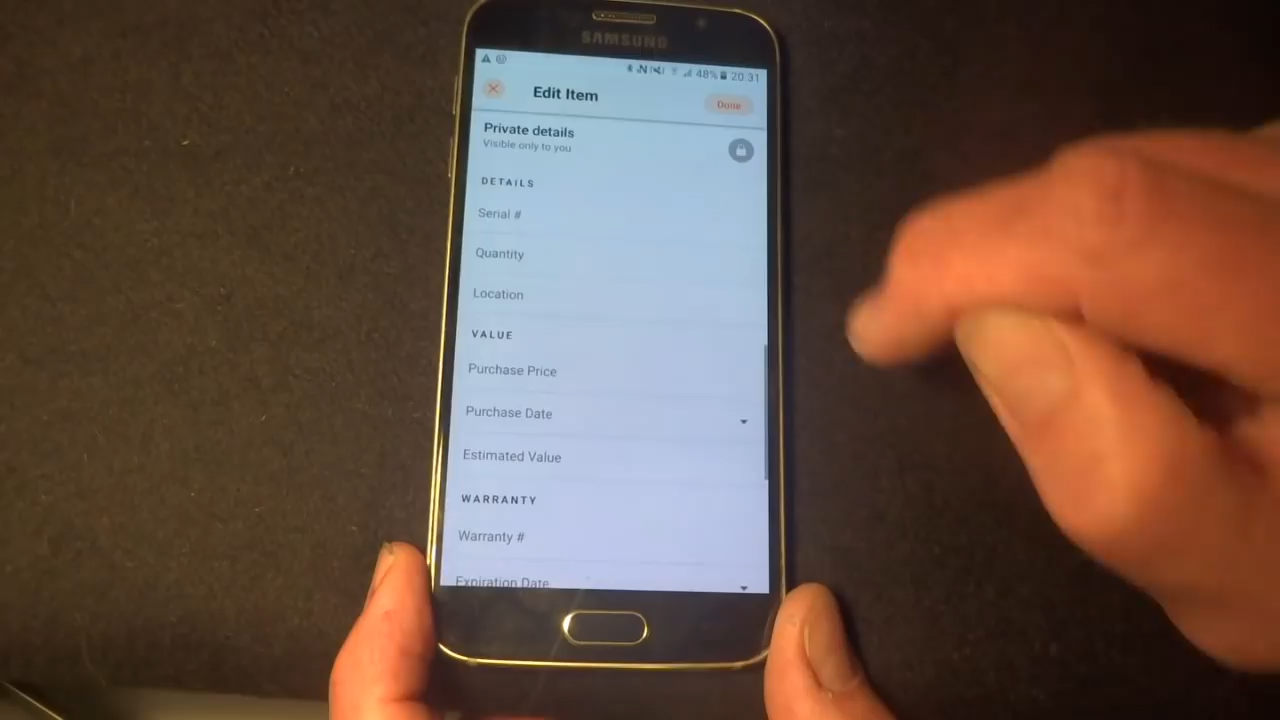 SAMSUNG
48% 20:31
Edit Item
Done
Private details
Visible only to you
DETAILS
Serial #
Quantity
Location
VALUE
Purchase Price
Purchase Date
Estimated Value
WARRANTY
Warranty #
Expiration Date